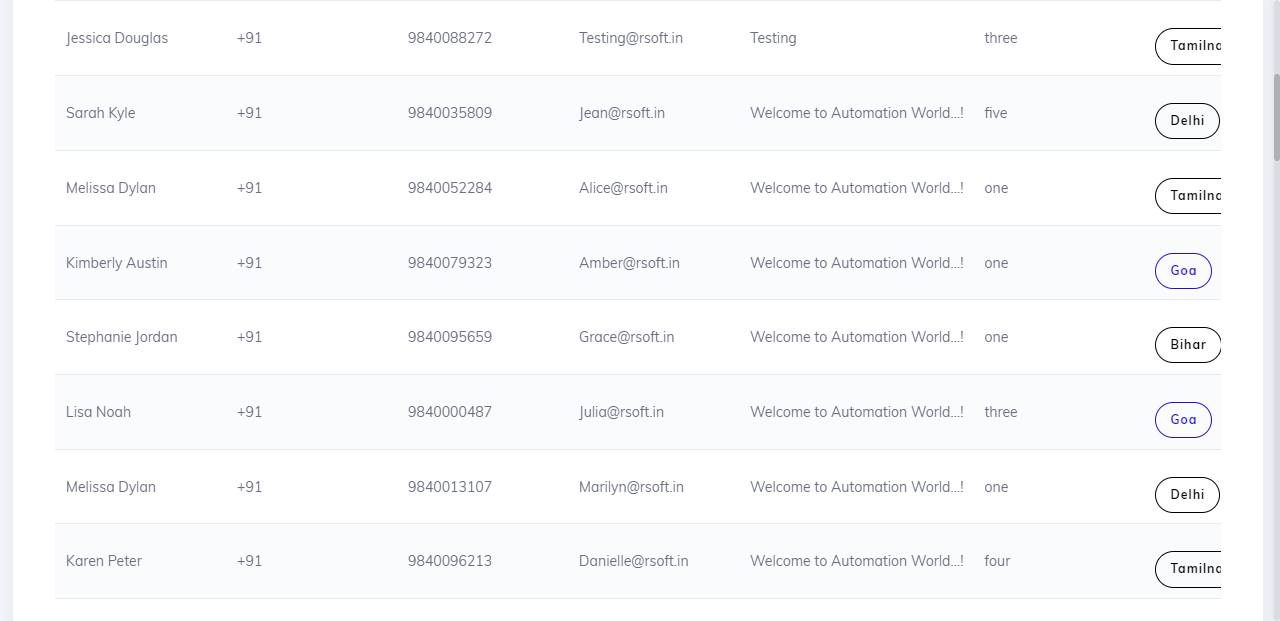 Jessica Douglas +91 9840088272 Testing@rsoft.in Testing three Tamilna
Sarah Kyle +91 9840035809 Jean@rsoft.in Welcome to Automation World...! five Delhi
Melissa Dylan +91 9840052284 Alice@rsoft.in Welcome to Automation World...! one Tamilna
Kimberly Austin +91 9840079323 Amber@rsoft.in Welcome to Automation World...! one Goa
Stephanie Jordan +91 9840095659 Grace@rsoft.in Welcome to Automation World...! one Bihar
Lisa Noah +91 9840000487 Julia@rsoft.in Welcome to Automation World...! three Goa
Melissa Dylan +91 9840013107 Marilyn@rsoft.in Welcome to Automation World...! one Delhi
Karen Peter +91 9840096213 Danielle@rsoft.in Welcome to Automation World...! four Tamilna